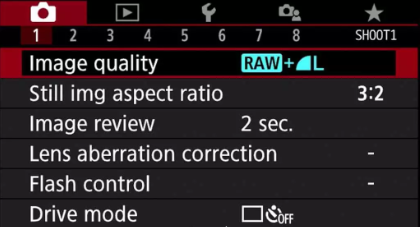 1 2 3 4 5 6 7 8 SHOOT1
Image quality RAW+L
Still img aspect ratio 3:2
Image review 2 sec.
Lens aberration correction -
Flash control -
Drive mode OFF